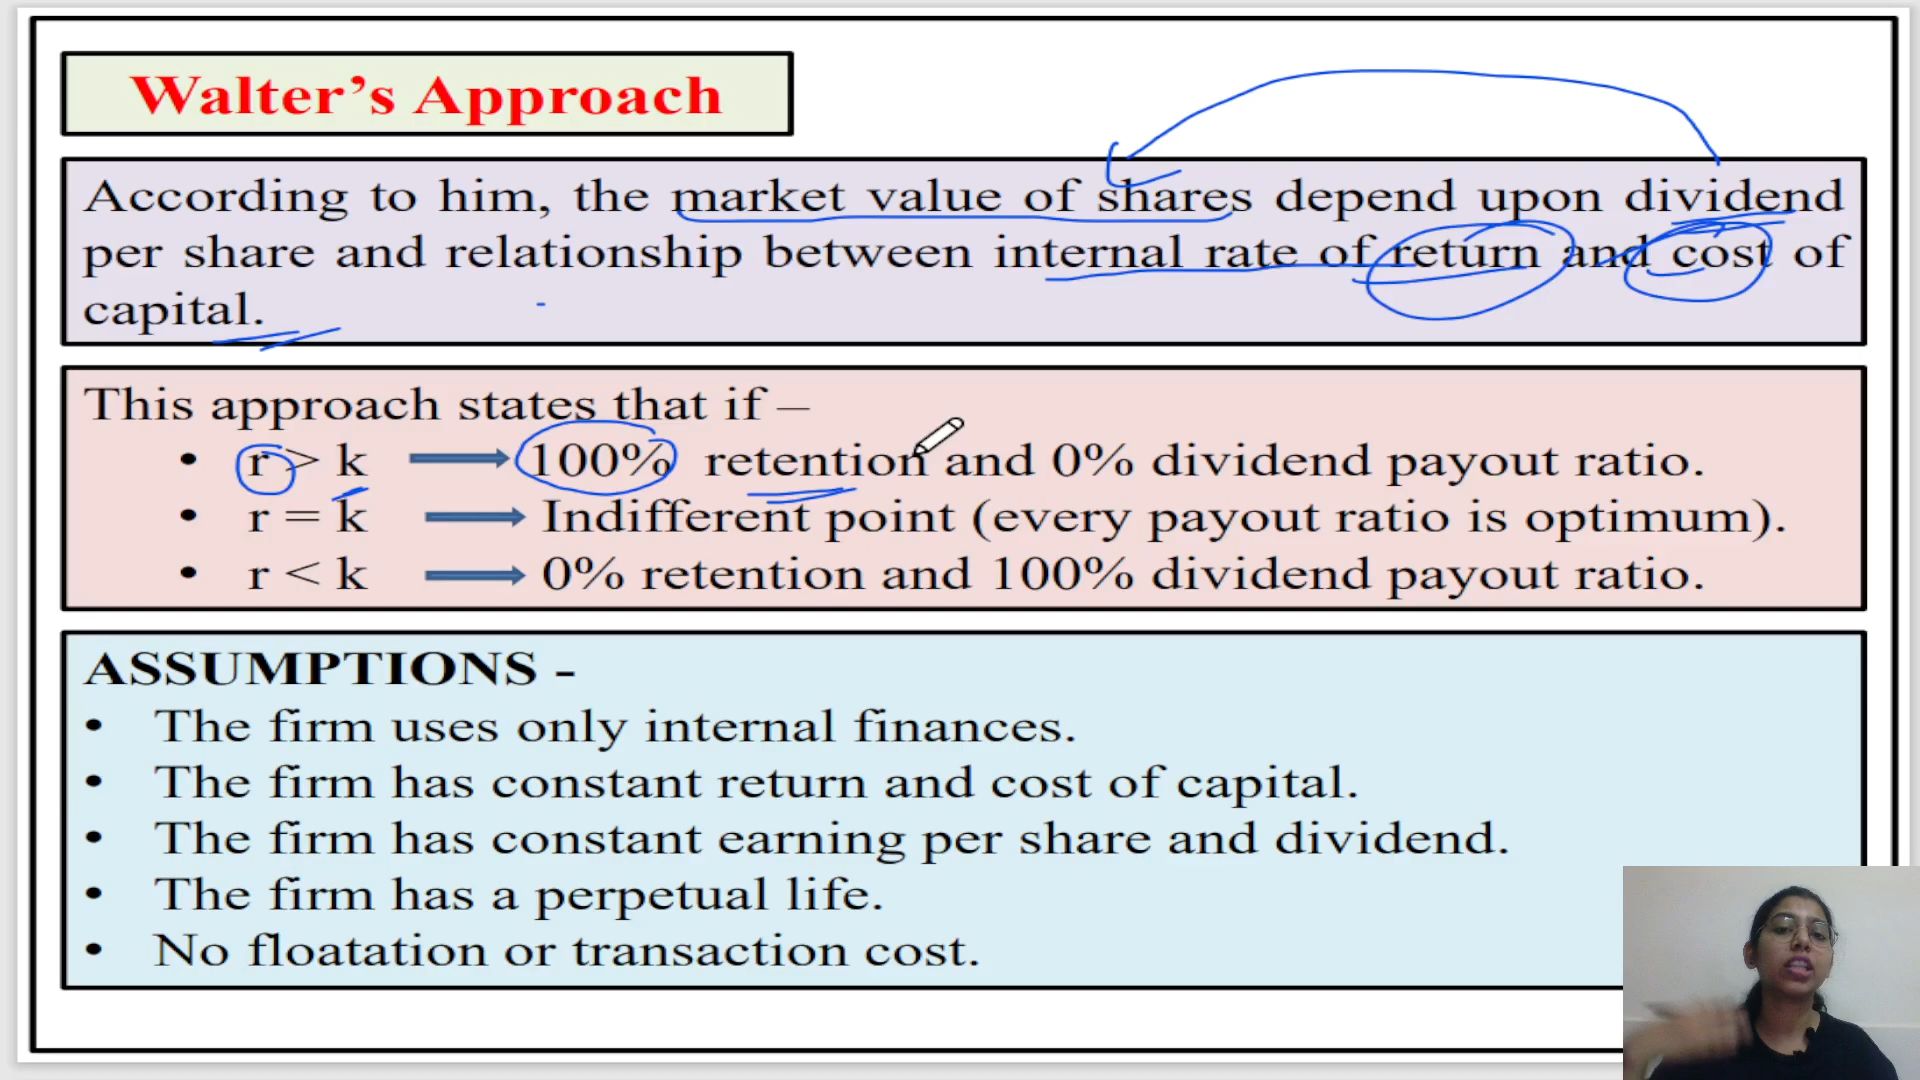 Walter’s Approach
According to him, the market value of shares depend upon dividend
per share and relationship between internal rate of return and cost of
capital.
This approach states that if –
• r > k 100% retention and 0% dividend payout ratio.
• r = k Indifferent point (every payout ratio is optimum).
• r < k 0% retention and 100% dividend payout ratio.
ASSUMPTIONS -
• The firm uses only internal finances.
• The firm has constant return and cost of capital.
• The firm has constant earning per share and dividend.
• The firm has a perpetual life.
• No floatation or transaction cost.